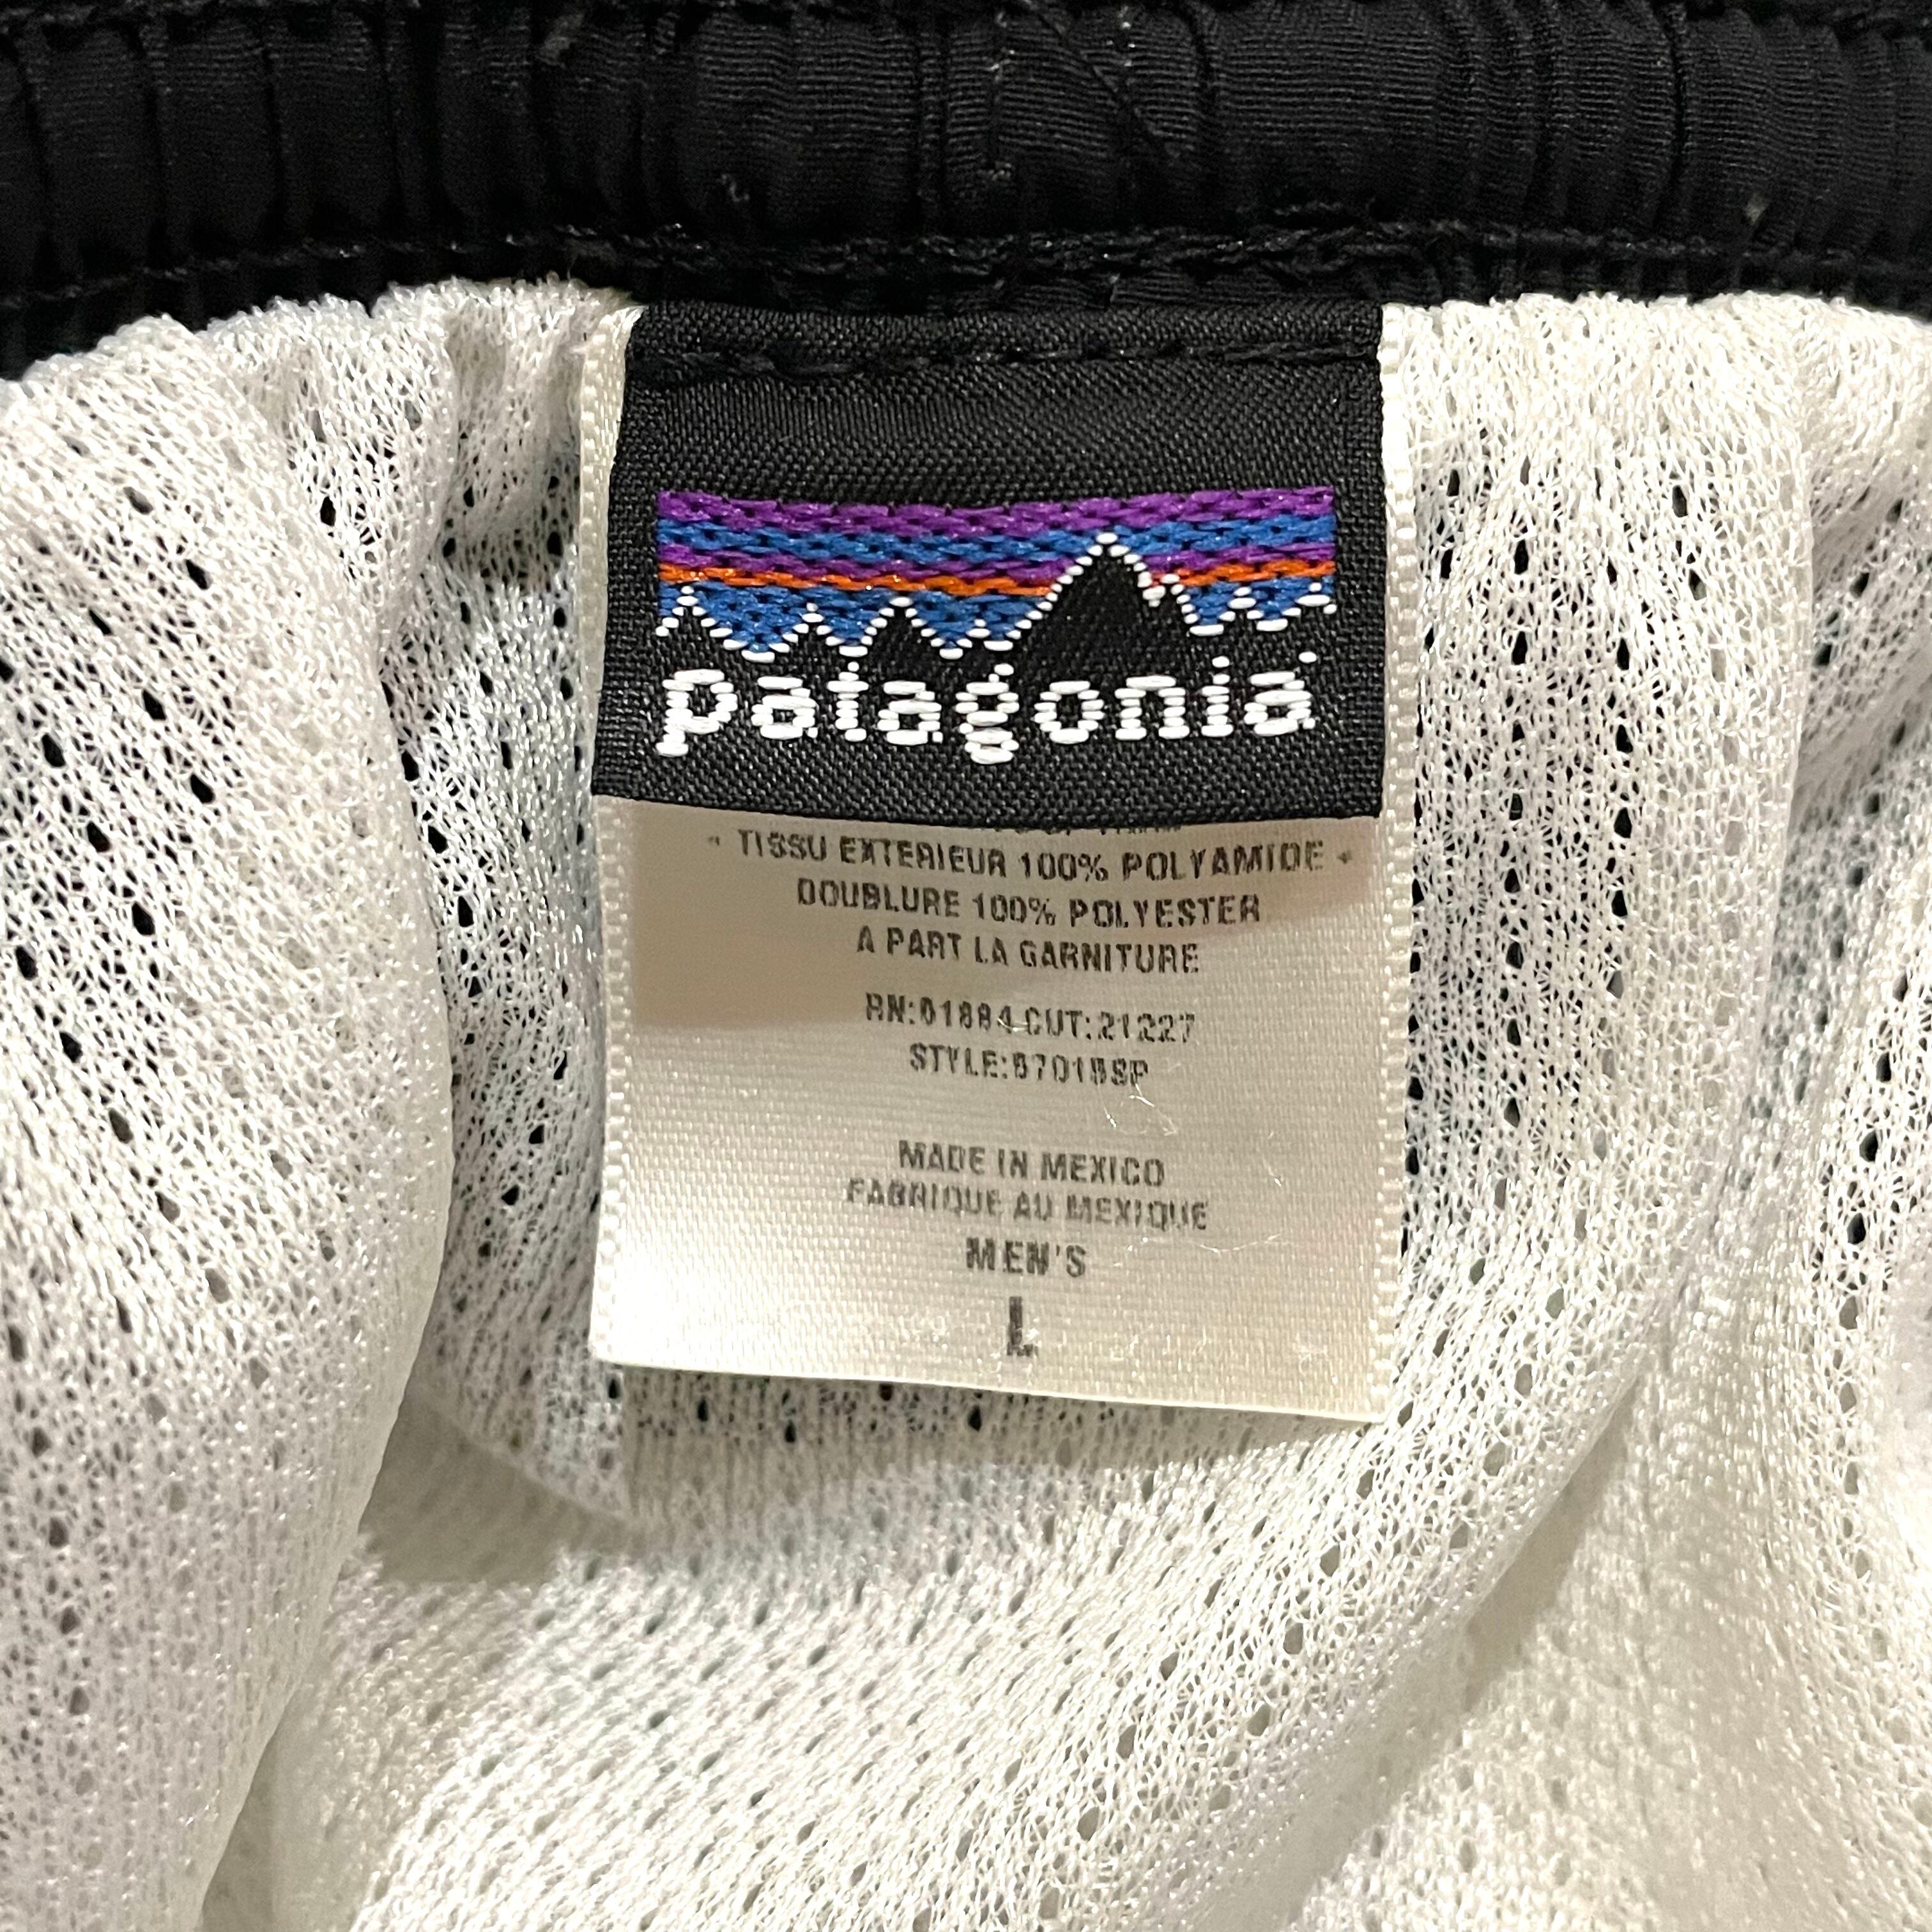 patagonia
TISSU EXTERIEUR 100% POLYAMIDE
DOUBLURE 100% POLYESTER
A PART LA GARNITURE
RN:61884 CUT:21227
MADE IN MEXICO
FABRIQUE AU MEXIQUE
MEN'S
L